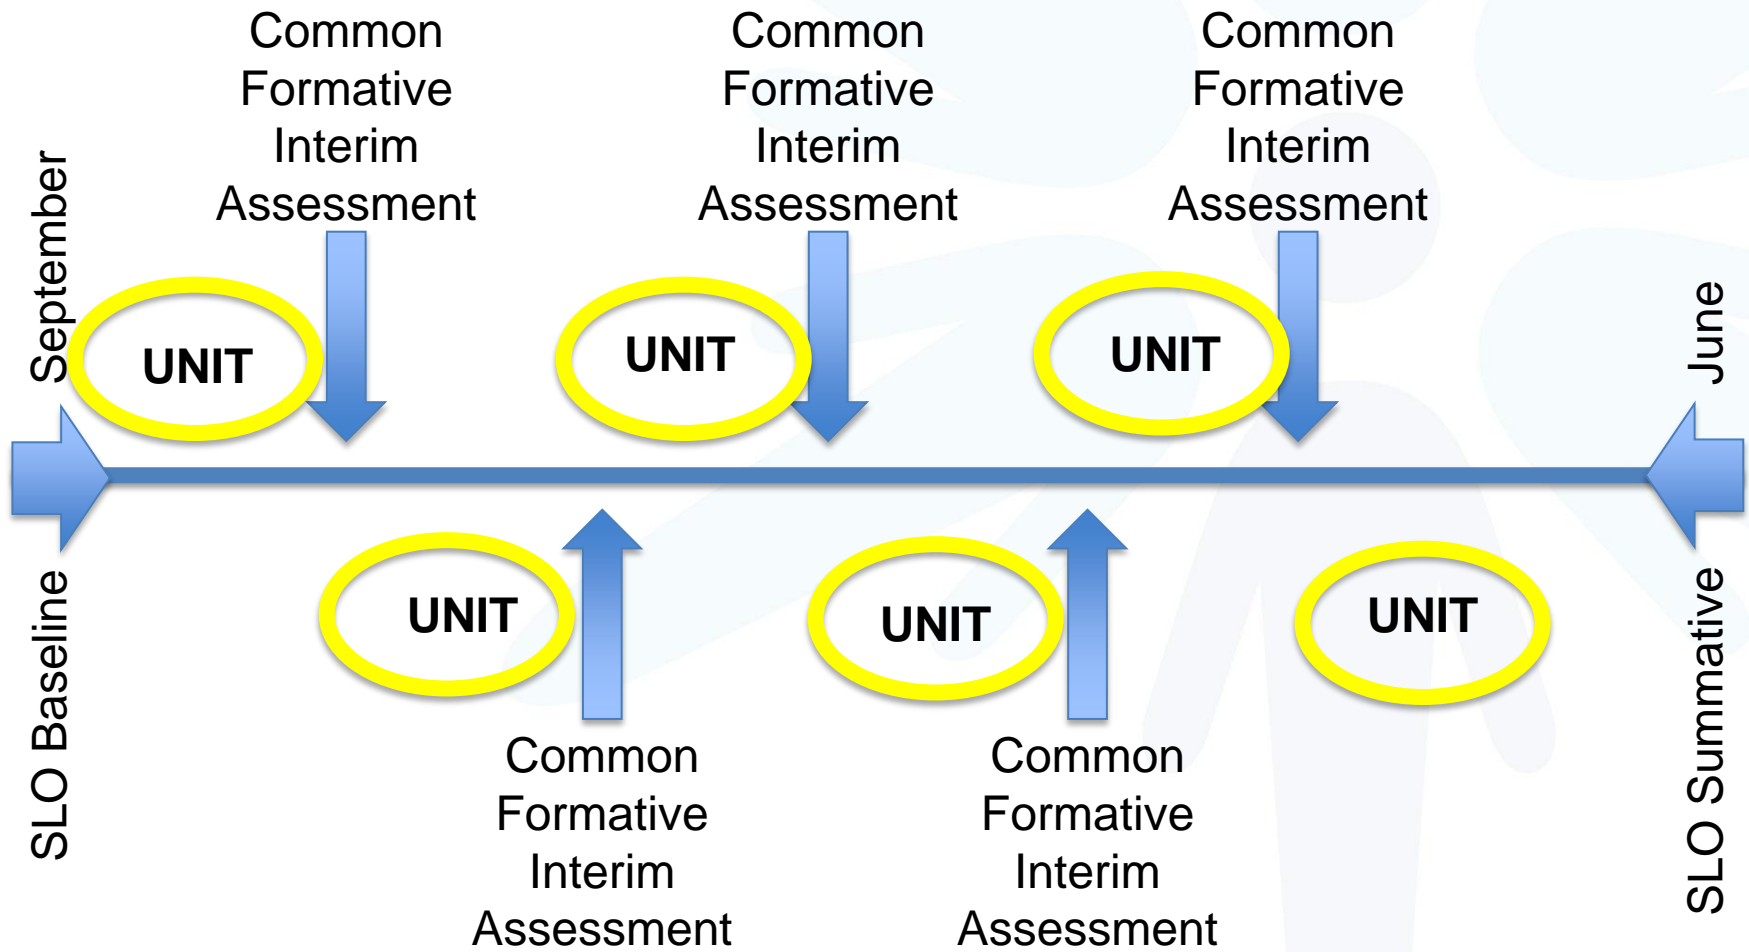 Common
Formative
Interim
Assessment
Common
Formative
Interim
Assessment
Common
Formative
Interim
Assessment
September
UNIT
UNIT
UNIT
June
SLO Baseline
UNIT
UNIT
UNIT
SLO Summative
Common
Formative
Interim
Assessment
Common
Formative
Interim
Assessment